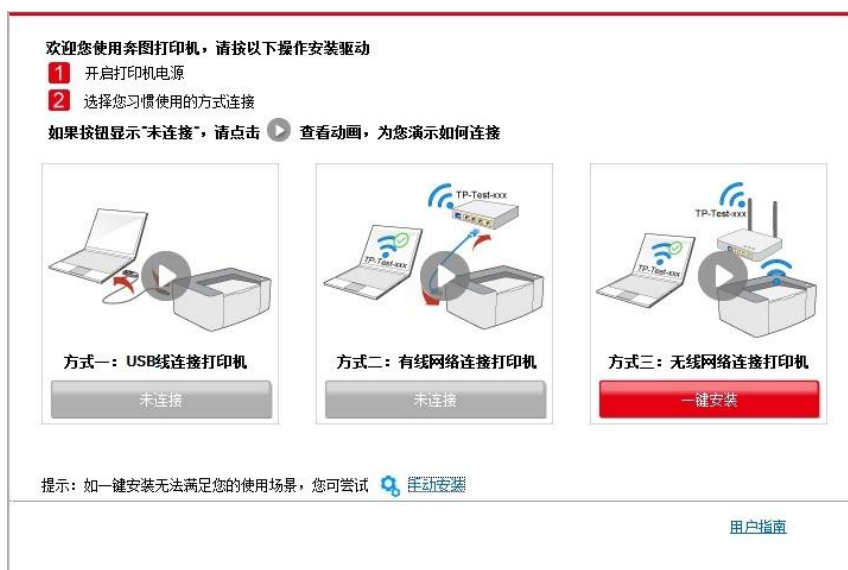 欢迎您使用奔图打印机，请按以下操作安装驱动
1 开启打印机电源
2 选择您习惯使用的方式连接
如果按钮显示"未连接"，请点击 查看动画，为您演示如何连接
TP-Test-xxx
TP-Test-xxx
TP-Test-xxx
TP-Test-xxx
方式一：USB线连接打印机
方式二：有线网络连接打印机
方式三：无线网络连接打印机
未连接
未连接
一键安装
提示：如一键安装无法满足您的使用场景，您可尝试 手动安装
用户指南